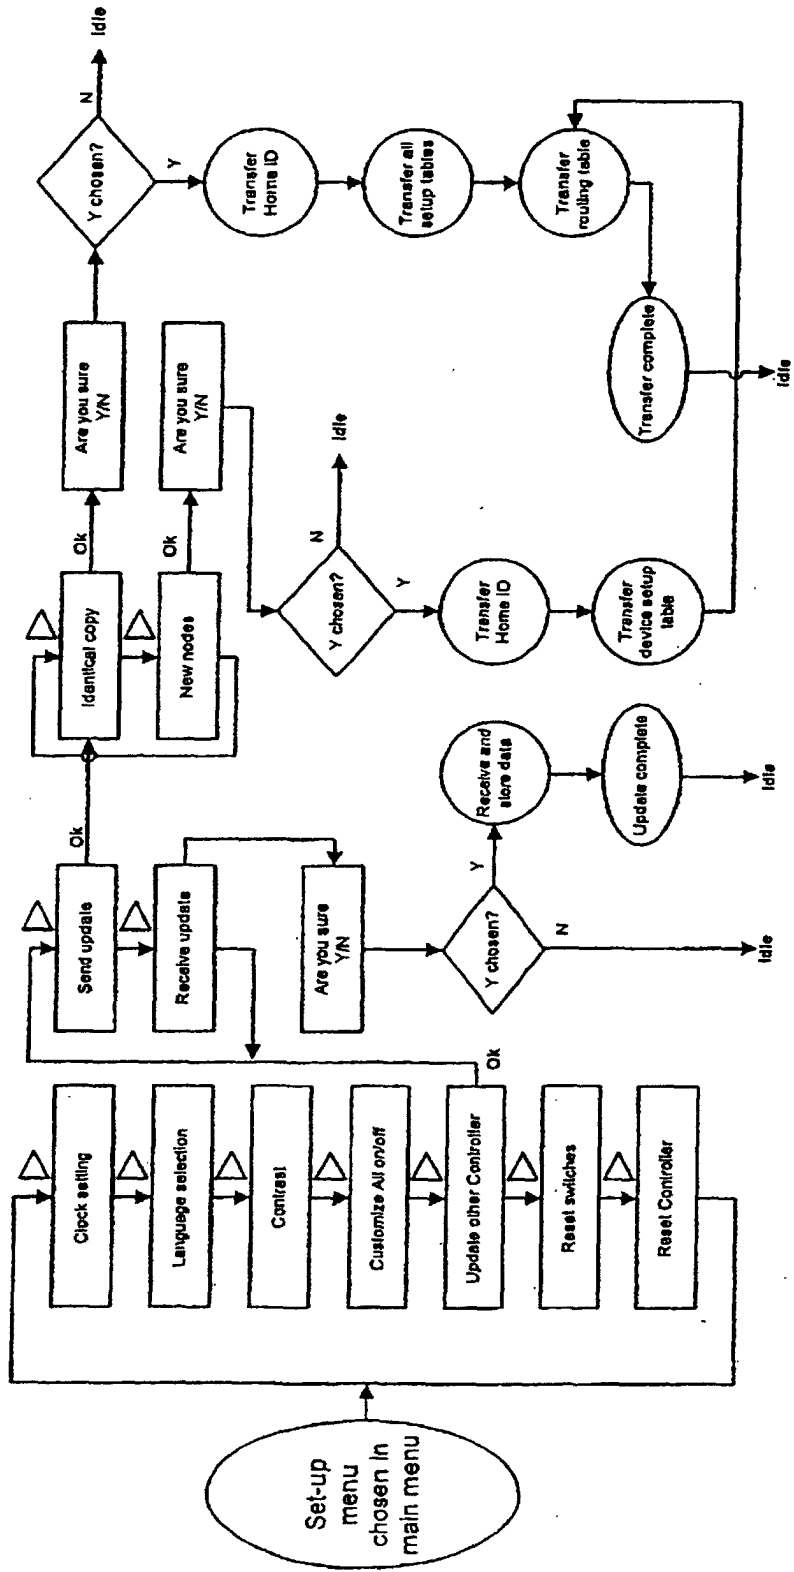 Set-up
menu
chosen in
main menu
Clock setting
Language selection
Contrast
Customize All on/off
Update other Controller
Reset switches
Reset Controller
Ok
Send update
Receive update
Ok
Are you sure
Y/N
Y chosen?
Y
N
Idle
Receive and
store data
Update complete
Idle
Identical copy
New nodes
Ok
Ok
Are you sure
Y/N
Are you sure
Y/N
Y chosen?
N
Idle
Y
Transfer
Home ID
Transfer
device setup
table
Y chosen?
N
Idle
Y
Transfer
Home ID
Transfer all
setup tables
Transfer
routing table
Transfer complete
Idle